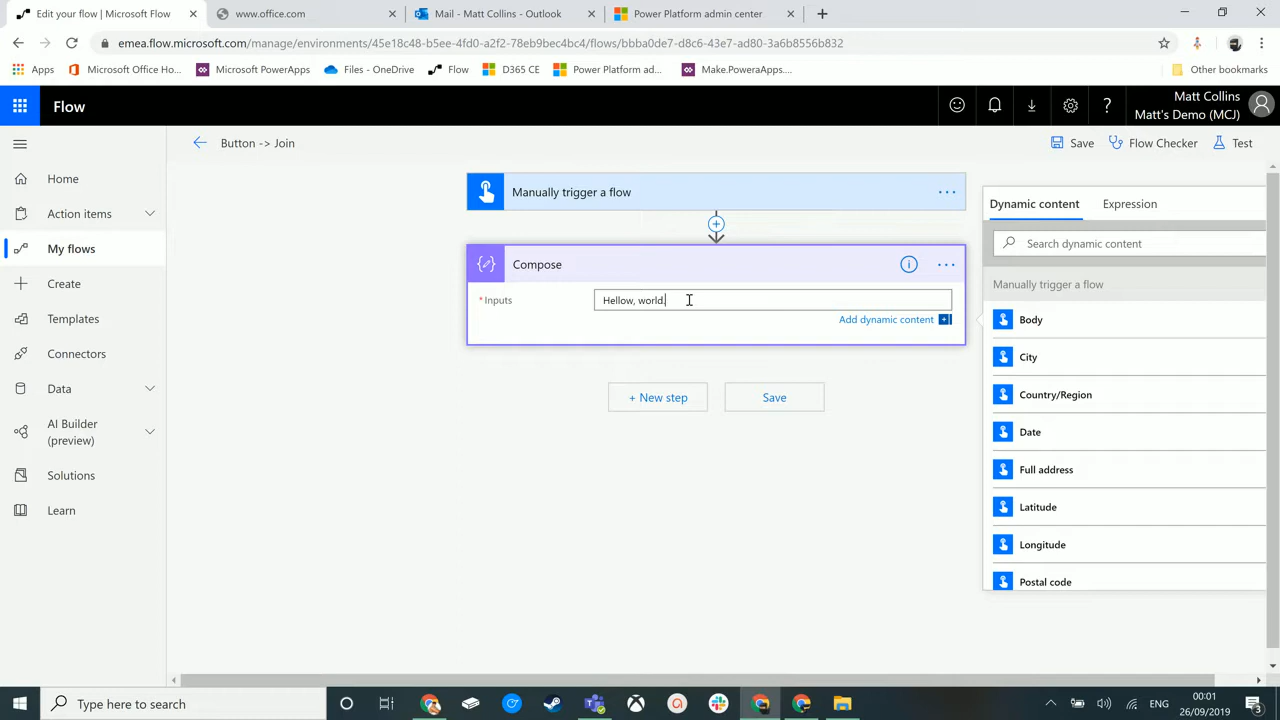 Edit your flow | Microsoft Flow
www.office.com
Mail - Matt Collins - Outlook
Power Platform admin center
emea.flow.microsoft.com/manage/environments/45e18c48-b5ee-4fd0-a2f2-78eb9bec4bc4/flows/bbba0de7-d8c6-43e7-ad80-3a6b8556b832
Apps
Microsoft Office Ho...
Microsoft PowerApps
Files - OneDrive
Flow
D365 CE
Power Platform ad...
Make.PoweraApps....
Other bookmarks
Flow
?
Matt Collins
Matt's Demo (MCJ)
Button -> Join
Save
Flow Checker
Test
Home
Action items
My flows
Create
Templates
Connectors
Data
AI Builder
(preview)
Solutions
Learn
Manually trigger a flow
Compose
* Inputs
Hellow, world.
Add dynamic content
+ New step
Save
Dynamic content
Expression
Search dynamic content
Manually trigger a flow
Body
City
Country/Region
Date
Full address
Latitude
Longitude
Postal code
Type here to search
ENG
00:01
26/09/2019
3